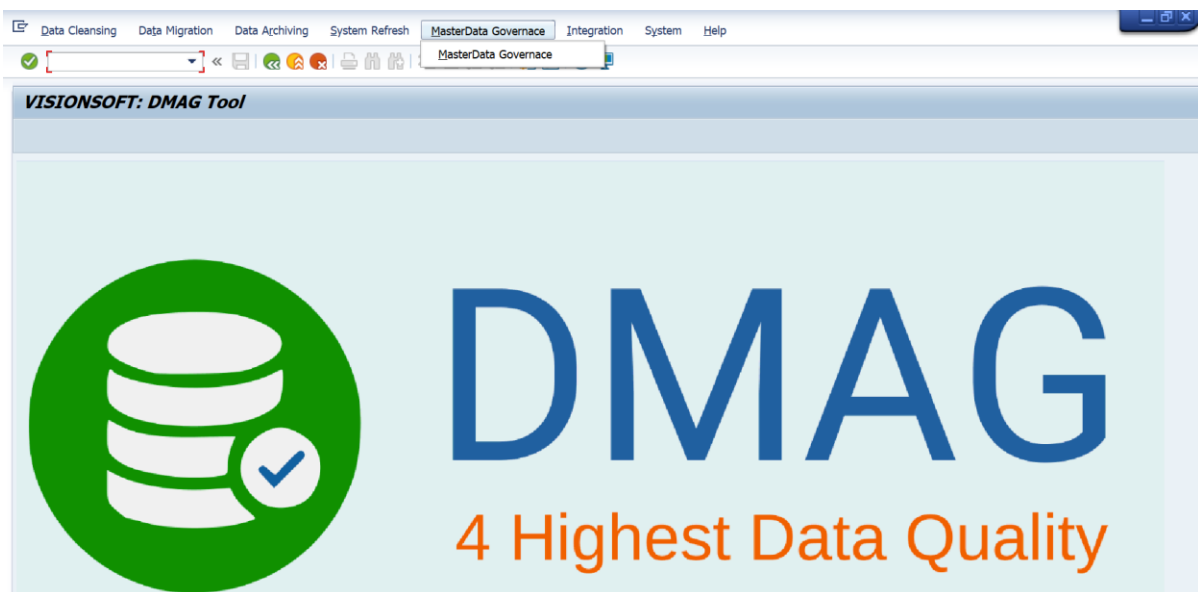 Data Cleansing Data Migration Data Archiving System Refresh MasterData Governace Integration System Help
MasterData Governace
VISIONSOFT: DMAG Tool
DMAG
4 Highest Data Quality